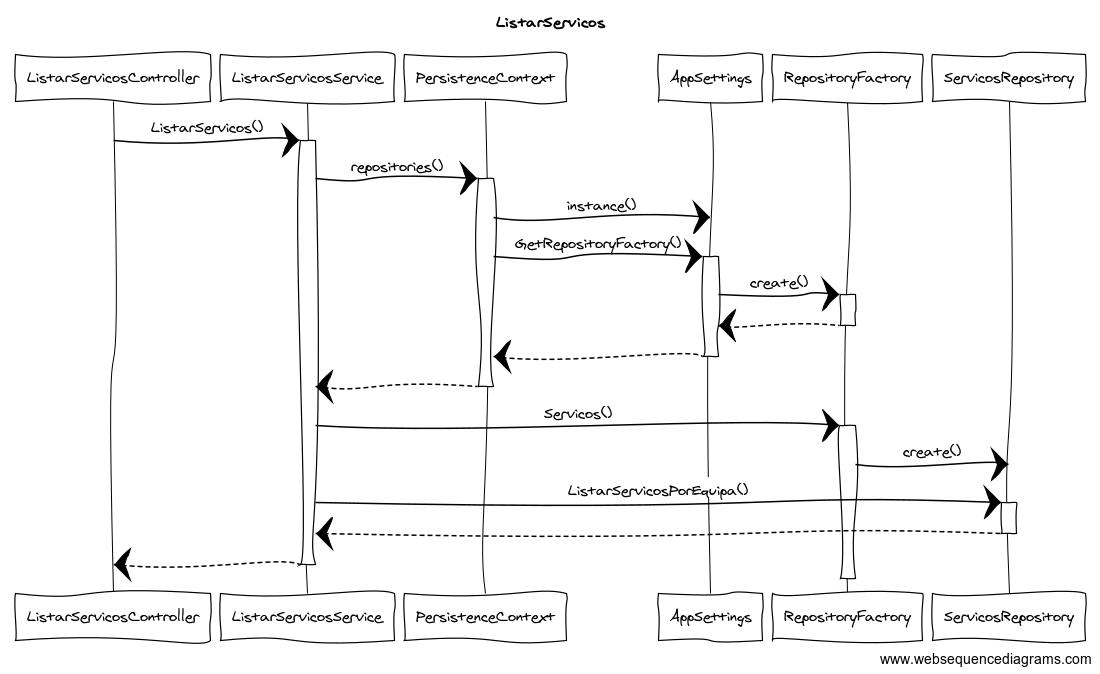 ListarServicos
ListarServicosController ListarServicosService PersistenceContext AppSettings RepositoryFactory ServicosRepository
ListarServicos()
repositories()
instance()
GetRepositoryFactory()
create()
Servicos()
create()
ListarServicosPorEquipa()
ListarServicosController ListarServicosService PersistenceContext AppSettings RepositoryFactory ServicosRepository
www.websequencediagrams.com